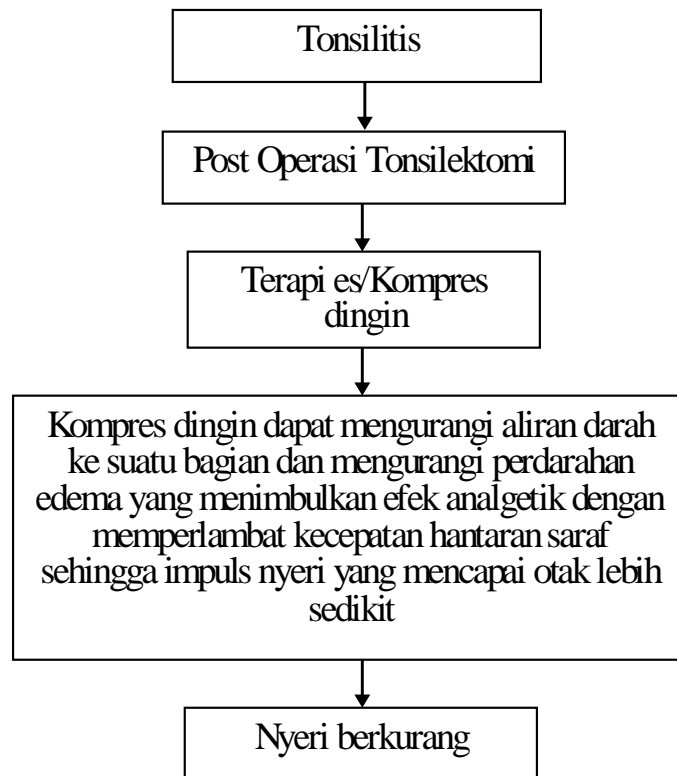 Tonsilitis
Post Operasi Tonsilektomi
Terapi es/Kompres
dingin
Kompres dingin dapat mengurangi aliran darah
ke suatu bagian dan mengurangi perdarahan
edema yang menimbulkan efek analgetik dengan
memperlambat kecepatan hantaran saraf
sehingga impuls nyeri yang mencapai otak lebih
sedikit
Nyeri berkurang